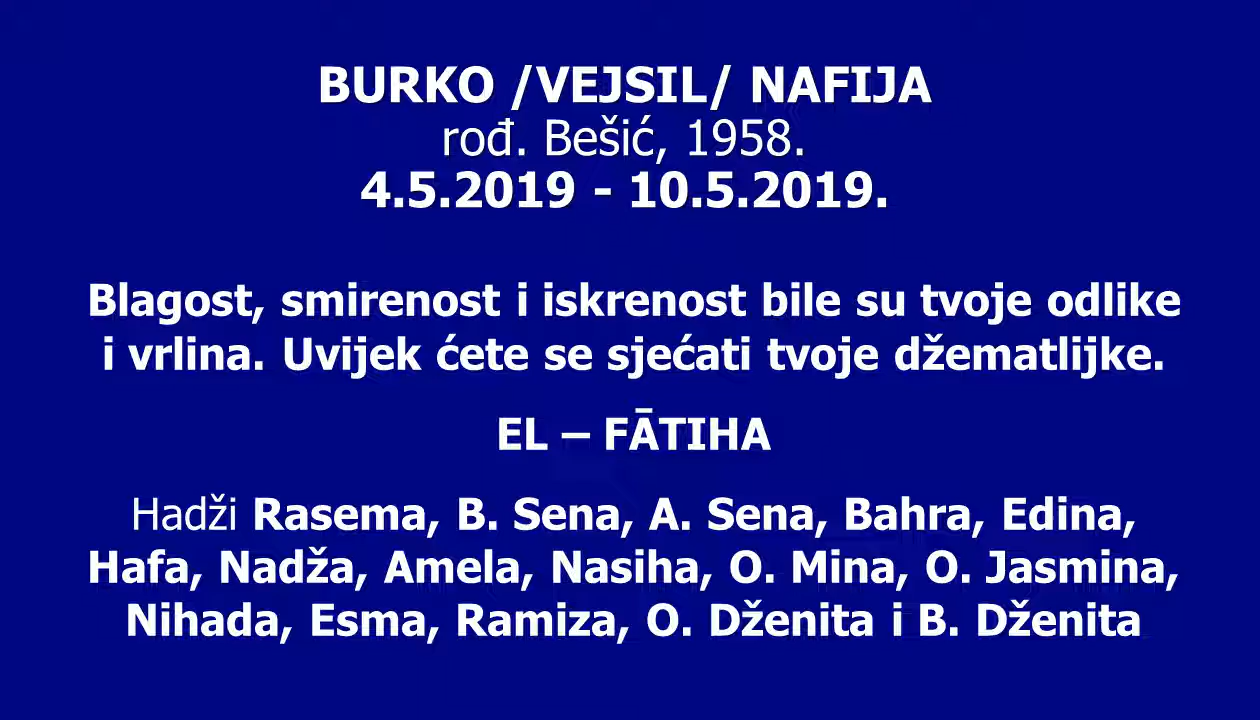 BURKO /VEJSIL/ NAFIJA
rođ. Bešić, 1958.
4.5.2019 - 10.5.2019.
Blagost, smirenost i iskrenost bile su tvoje odlike
i vrlina. Uvijek ćete se sjećati tvoje džematlijke.
EL – FĀTIHA
Hadži Rasema, B. Sena, A. Sena, Bahra, Edina,
Hafa, Nadža, Amela, Nasiha, O. Mina, O. Jasmina,
Nihada, Esma, Ramiza, O. Dženita i B. Dženita